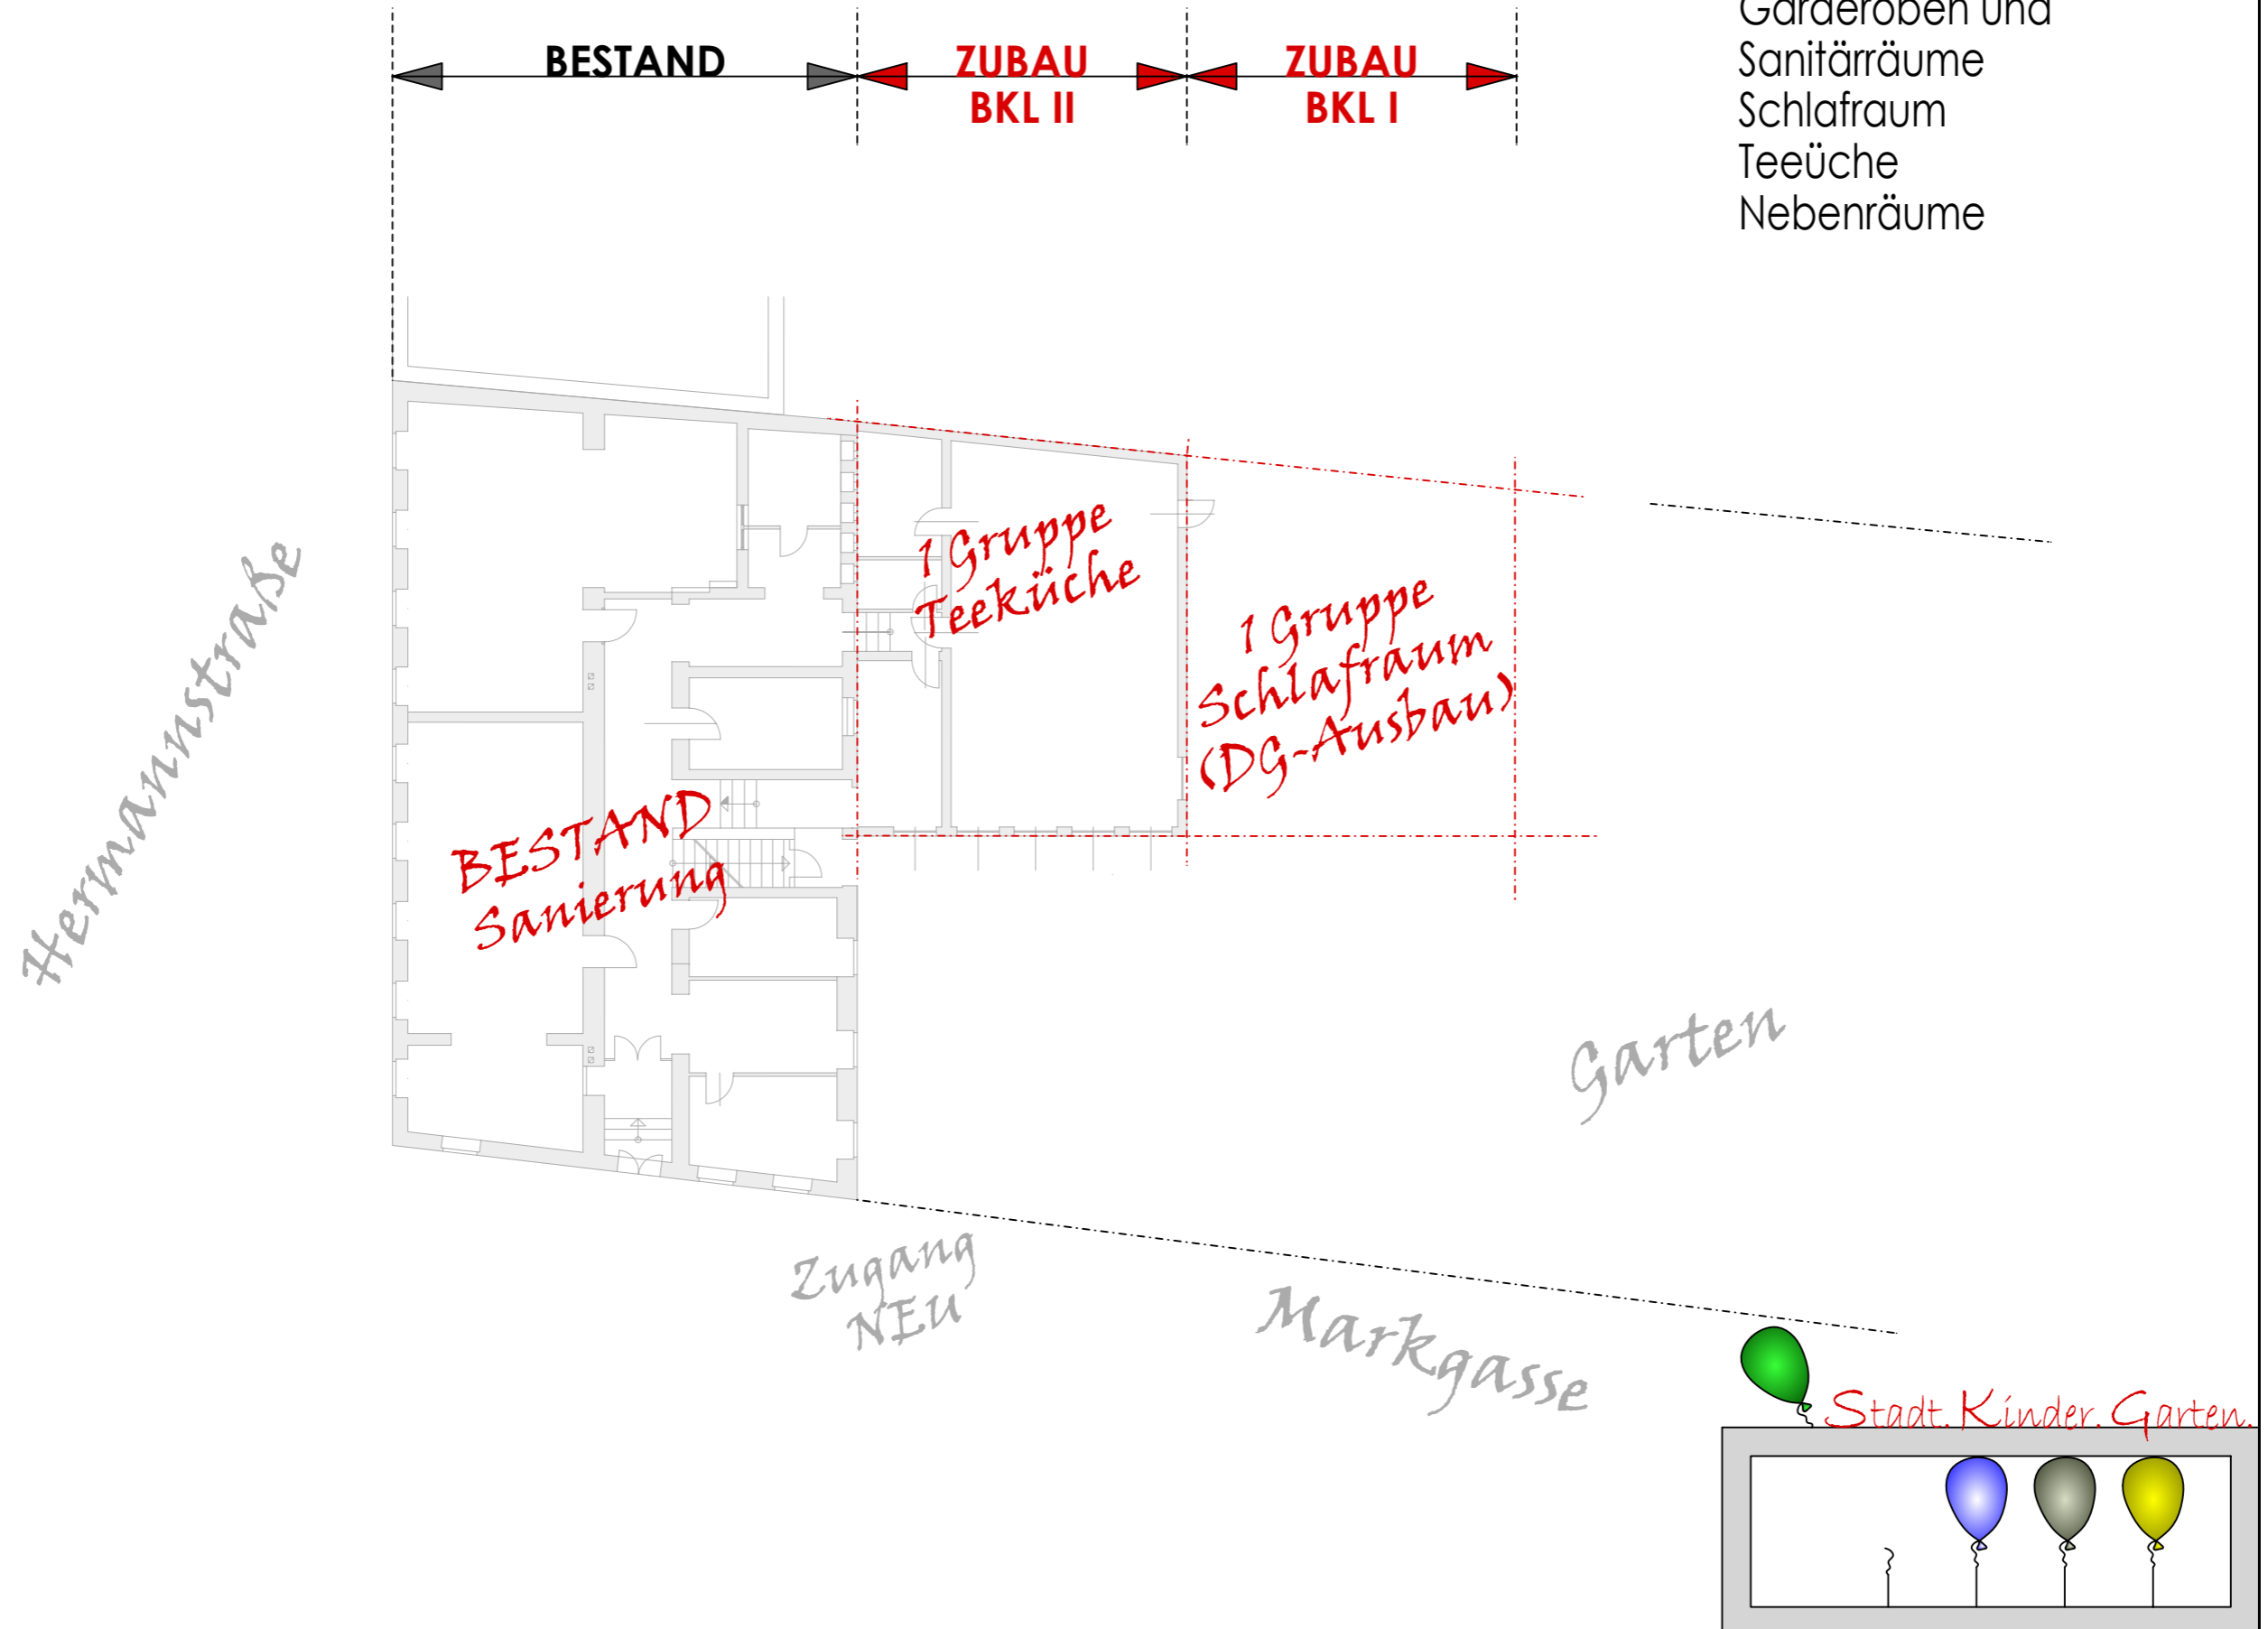 Garderoben und
Sanitärräume
Schlafraum
Teeüche
Nebenräume
BESTAND
ZUBAU
BKL II
ZUBAU
BKL I
Hermannstraße
1 Gruppe
Teeküche
1 Gruppe
Schlafraum
(DG-Ausbau)
BESTAND
Sanierung
Garten
Zugang
NEU
Markgasse
Stadt.Kinder.Garten.